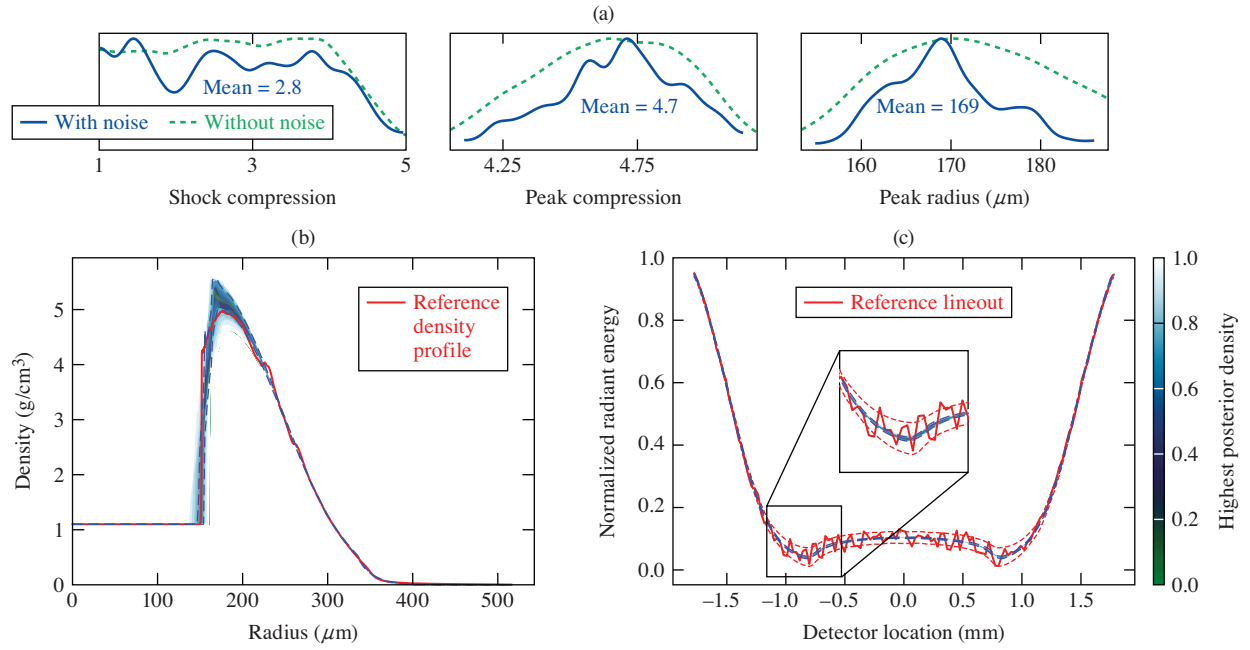 (a)
Mean = 2.8
With noise
Without noise
1
3
5
Shock compression
Mean = 4.7
4.25
4.75
Peak compression
Mean = 169
160
170
180
Peak radius (μm)
(b)
Density (g/cm³)
5
4
3
2
1
0
Reference
density
profile
0
100
200
300
400
500
Radius (μm)
(c)
Normalized radiant energy
1.0
0.8
0.6
0.4
0.2
0.0
Reference lineout
−1.5
−1.0
−0.5
0.0
0.5
1.0
1.5
Detector location (mm)
1.0
0.8
0.6
0.4
0.2
0.0
Highest posterior density